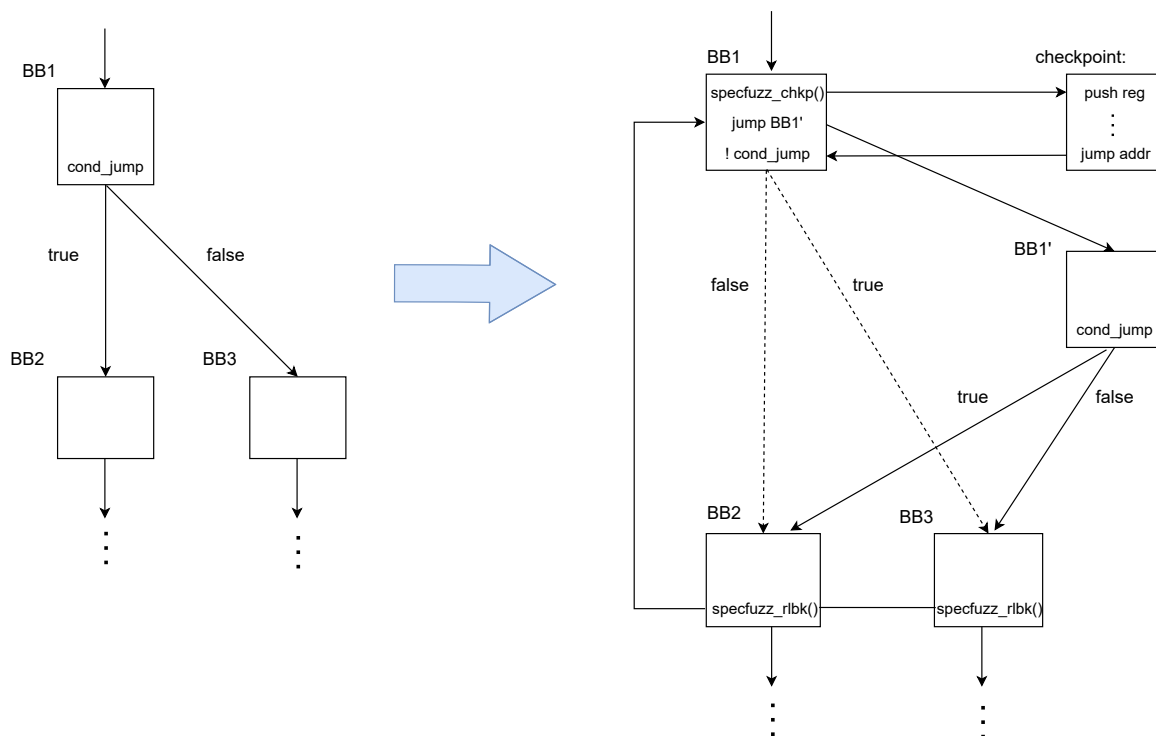 BB1
cond_jump
true
false
BB2
BB3
BB1
checkpoint:
specfuzz_chkp()
push reg
jump BB1'
! cond_jump
jump addr
BB1'
false
true
cond_jump
true
false
BB2
BB3
specfuzz_rlbk()
specfuzz_rlbk()